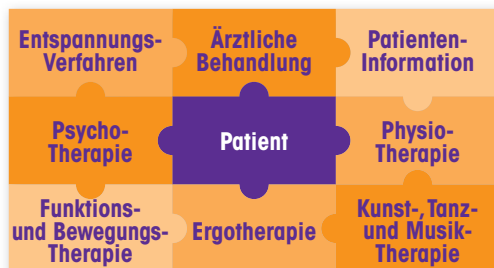 Entspannungs-
Verfahren
Ärztliche
Behandlung
Patienten-
Information
Psycho-
Therapie
Patient
Physio-
Therapie
Funktions-
und Bewegungs-
Therapie
Ergotherapie
Kunst-, Tanz-
und Musik-
Therapie